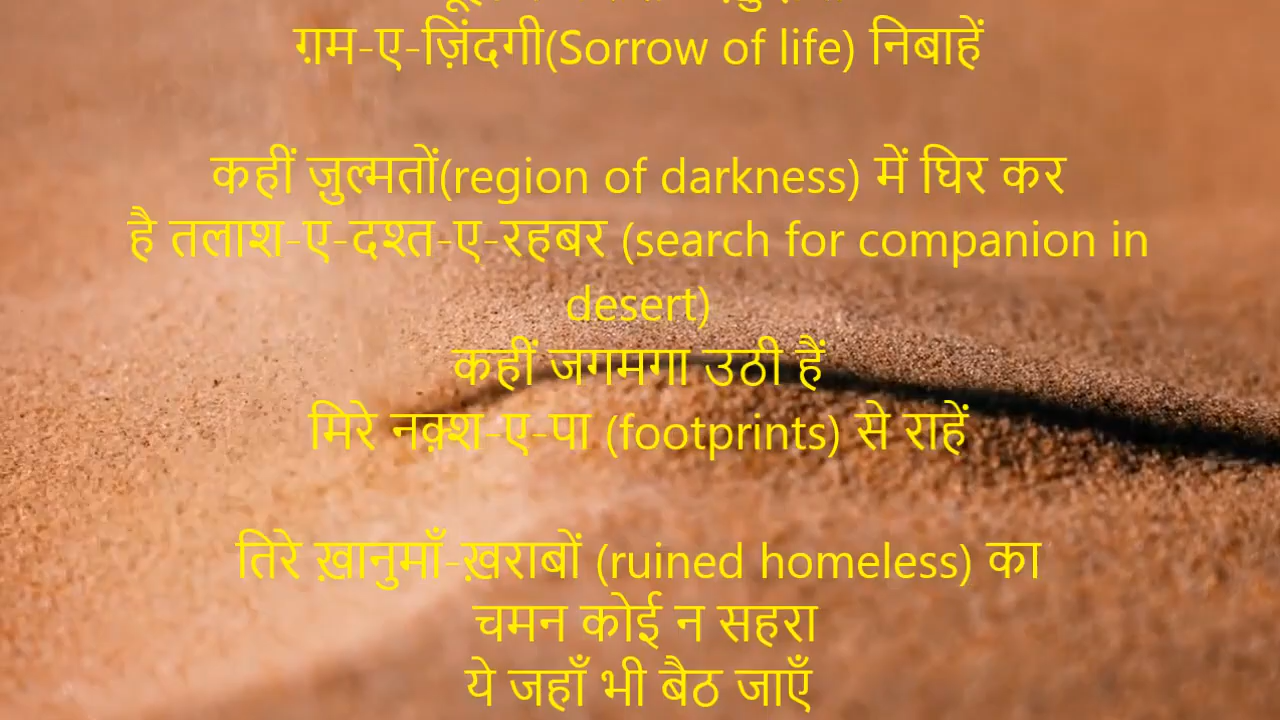 ग़म-ए-ज़िंदगी(Sorrow of life) निबाहें
कहीं ज़ुल्मतों(region of darkness) में घिर कर
है तलाश-ए-दश्त-ए-रहबर (search for companion in
desert)
कहीं जगमगा उठी हैं
मिरे नक़्श-ए-पा (footprints) से राहें
तिरे ख़ानुमाँ-ख़राबों (ruined homeless) का
चमन कोई न सहरा
ये जहाँ भी बैठ जाएँ